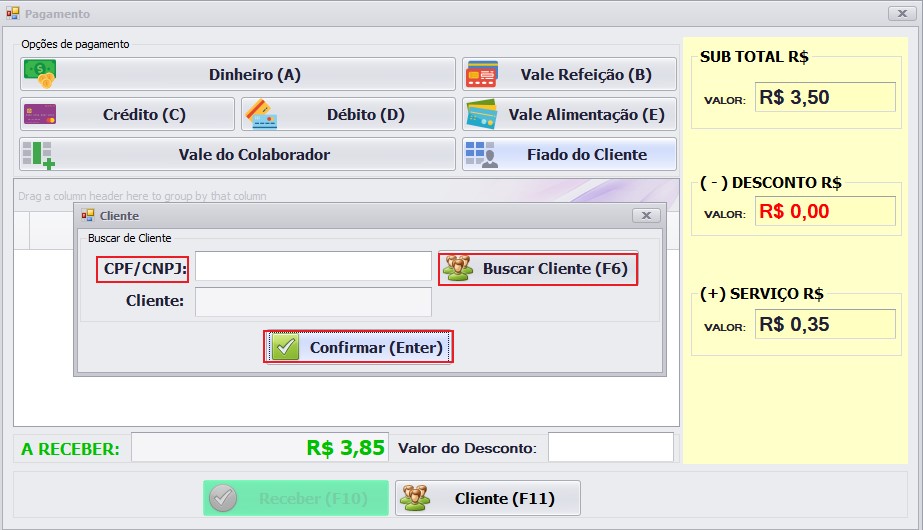 Pagamento
Opções de pagamento
Dinheiro (A)
Vale Refeição (B)
Crédito (C)
Débito (D)
Vale Alimentação (E)
Vale do Colaborador
Fiado do Cliente
Drag a column header here to group by that column
Cliente
Buscar de Cliente
CPF/CNPJ:
Buscar Cliente (F6)
Cliente:
Confirmar (Enter)
A RECEBER:
R$ 3,85
Valor do Desconto:
Receber (F10)
Cliente (F11)
SUB TOTAL R$
VALOR:
R$ 3,50
( - ) DESCONTO R$
VALOR:
R$ 0,00
(+) SERVIÇO R$
VALOR:
R$ 0,35